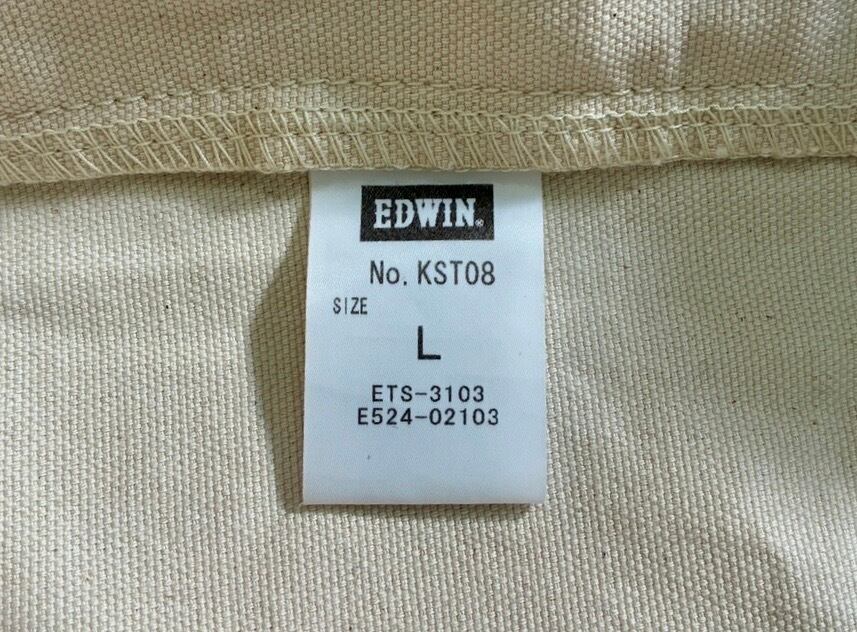 EDWIN®
No. KST08
SIZE
L
ETS-3103
E524-02103